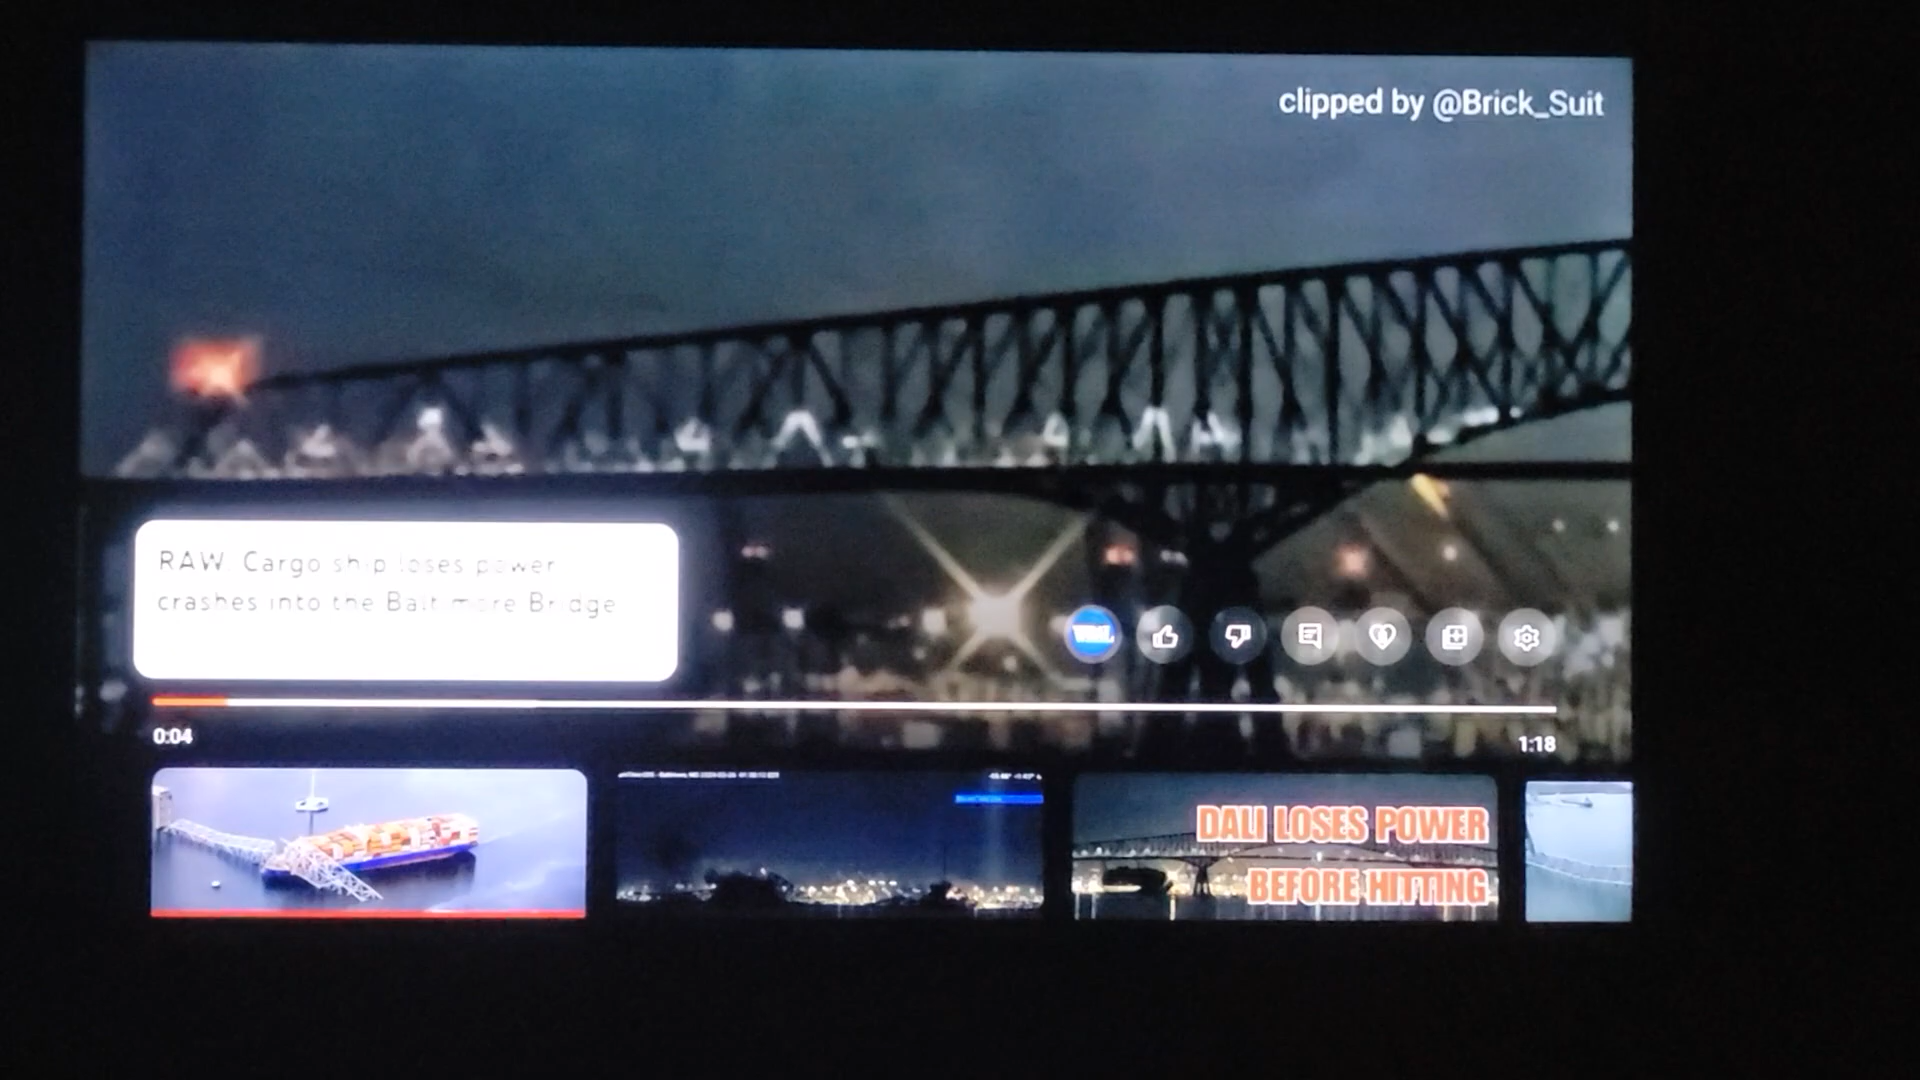 clipped by @Brick_Suit
RAW: Cargo ship loses power
crashes into the Baltimore Bridge
WRAL
0:04
1:18
DALI LOSES POWER
BEFORE HITTING